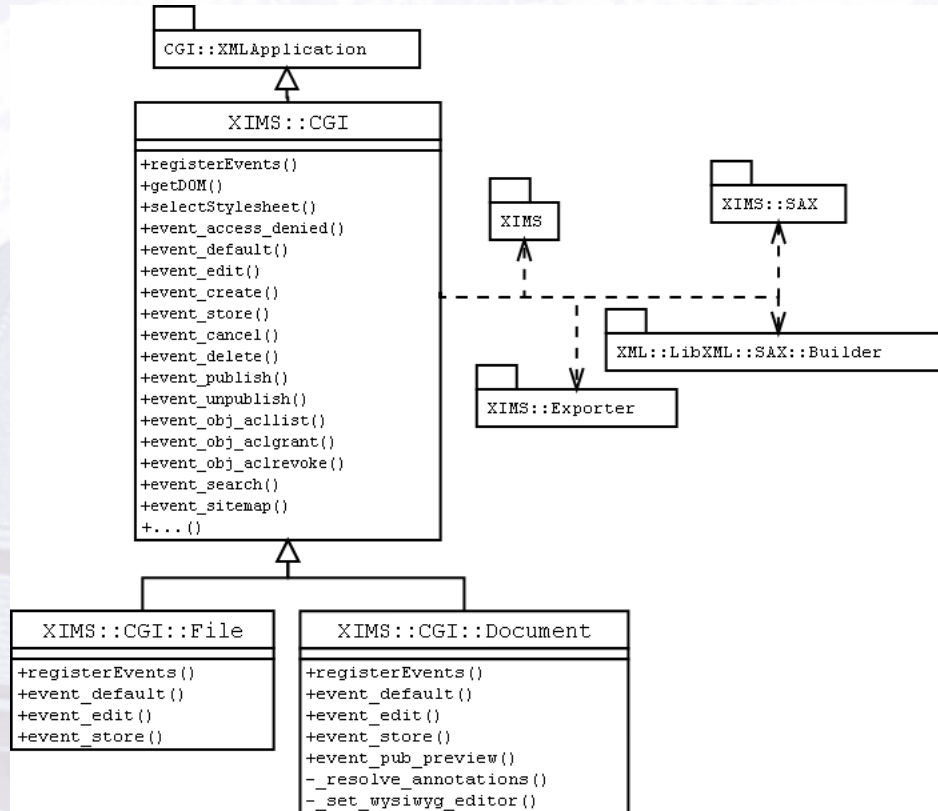 CGI::XMLApplication
XIMS::CGI
+registerEvents()
+getDOM()
+selectStylesheet()
+event_access_denied()
+event_default()
+event_edit()
+event_create()
+event_store()
+event_cancel()
+event_delete()
+event_publish()
+event_unpublish()
+event_obj_acllist()
+event_obj_aclgrant()
+event_obj_aclrevoke()
+event_search()
+event_sitemap()
+...()
XIMS
XIMS::SAX
XML::LibXML::SAX::Builder
XIMS::Exporter
XIMS::CGI::File
+registerEvents()
+event_default()
+event_edit()
+event_store()
XIMS::CGI::Document
+registerEvents()
+event_default()
+event_edit()
+event_store()
+event_pub_preview()
-_resolve_annotations()
-_set_wysiwyg_editor()